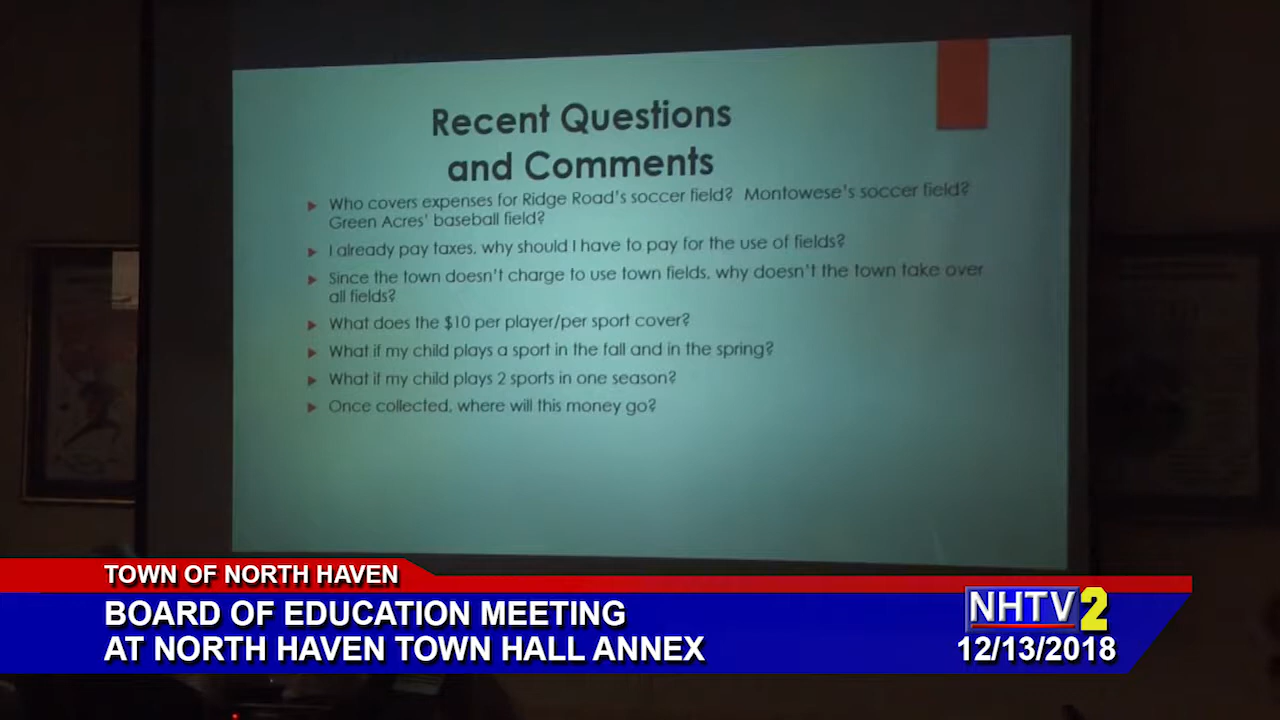 Recent Questions
and Comments
Who covers expenses for Ridge Road's soccer field? Montowese's soccer field?
Green Acres' baseball field?
I already pay taxes, why should I have to pay for the use of fields?
Since the town doesn't charge to use town fields, why doesn't the town take over
all fields?
What does the $10 per player/per sport cover?
What if my child plays a sport in the fall and in the spring?
What if my child plays 2 sports in one season?
Once collected, where will this money go?
TOWN OF NORTH HAVEN
BOARD OF EDUCATION MEETING
AT NORTH HAVEN TOWN HALL ANNEX
NHTV2
12/13/2018